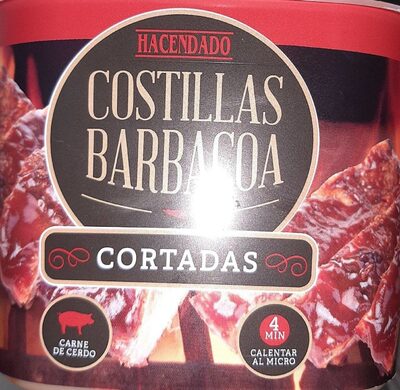 HACENDADO
COSTILLAS
BARBACOA
CORTADAS
CARNE
DE CERDO
4
MIN
CALENTAR
AL MICRO